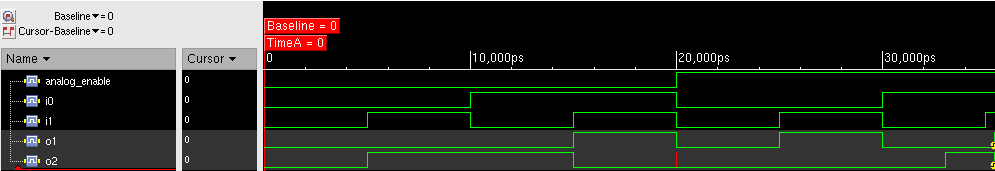 Baseline▾= 0
Cursor-Baseline▾= 0
Baseline = 0
TimeA = 0
Name▾ Cursor▾ 0 10,000ps 20,000ps 30,000ps
analog_enable 0
i0 0
i1 0
o1 0
o2 0